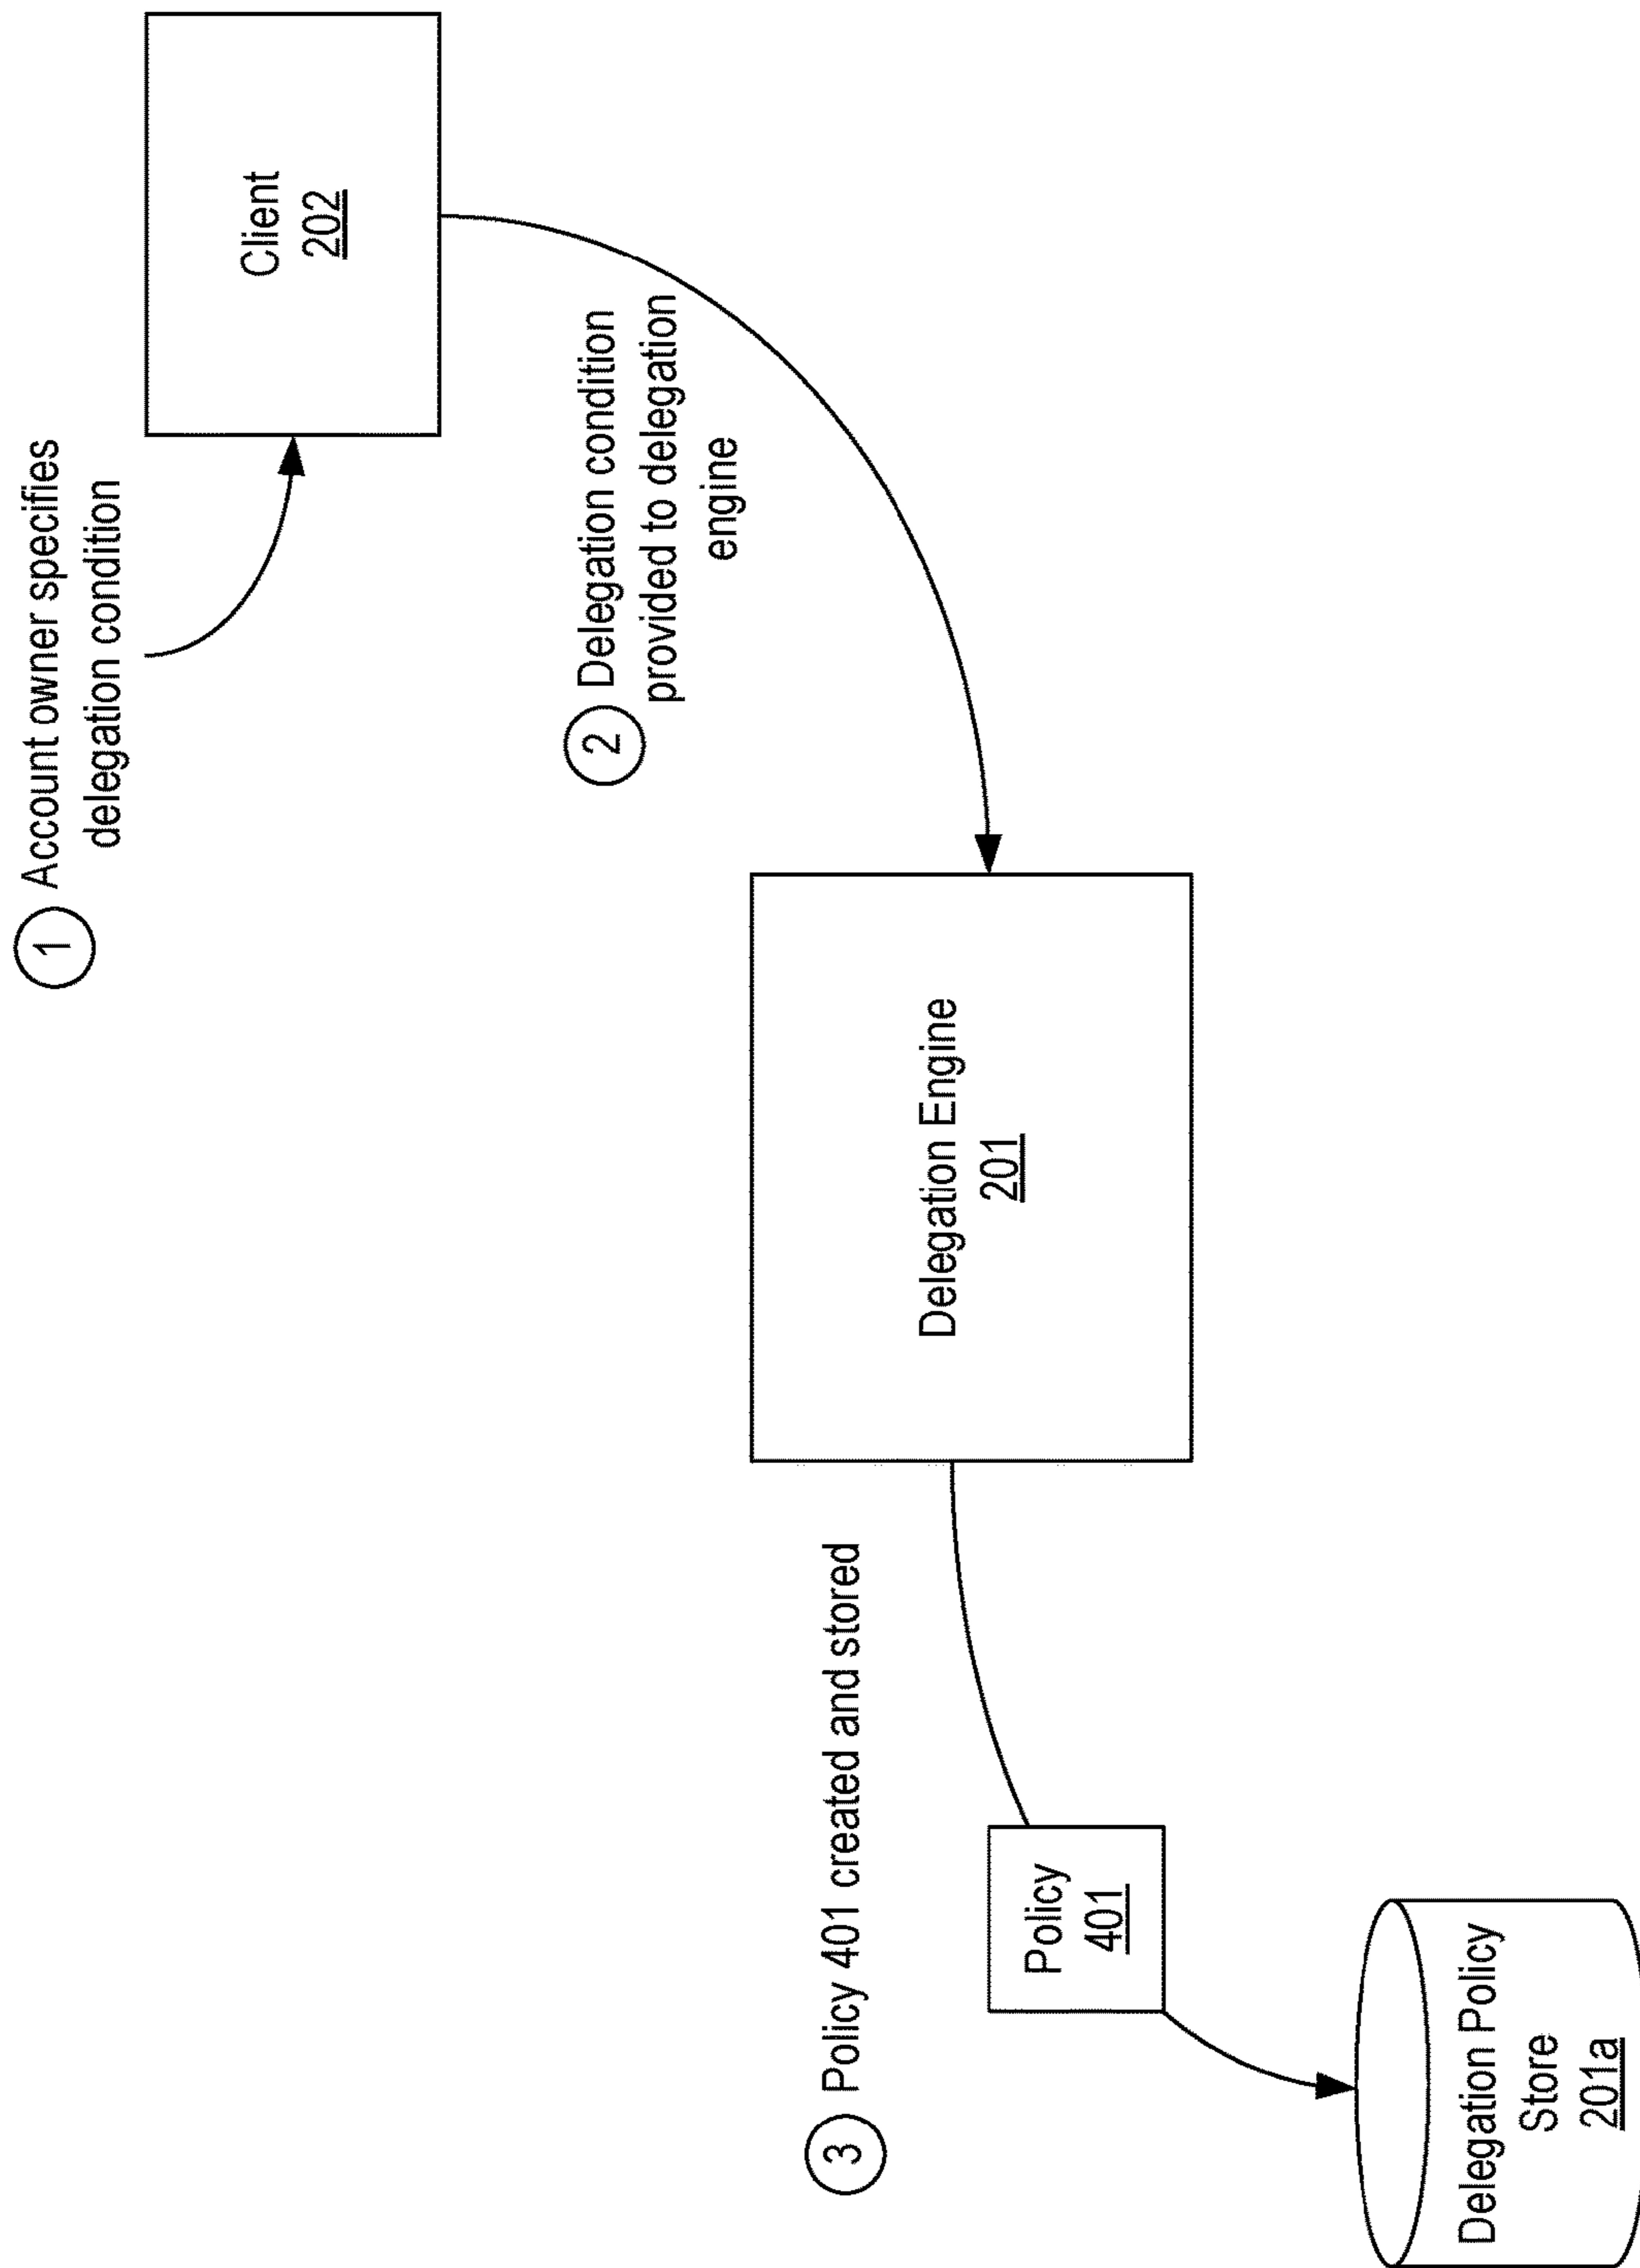 1
Account owner specifies
delegation condition
Client
202
2
Delegation condition
provided to delegation
engine
Delegation Engine
201
3
Policy 401 created and stored
Policy
401
Delegation Policy
Store
201a